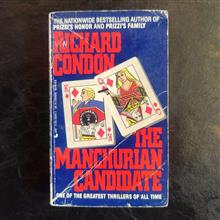 THE NATIONWIDE BESTSELLING AUTHOR OF
PRIZZI'S HONOR AND PRIZZI'S FAMILY
RICHARD
CONDON
K
Q
THE
MANCHURIAN
CANDIDATE
ONE OF THE GREATEST THRILLERS OF ALL TIME